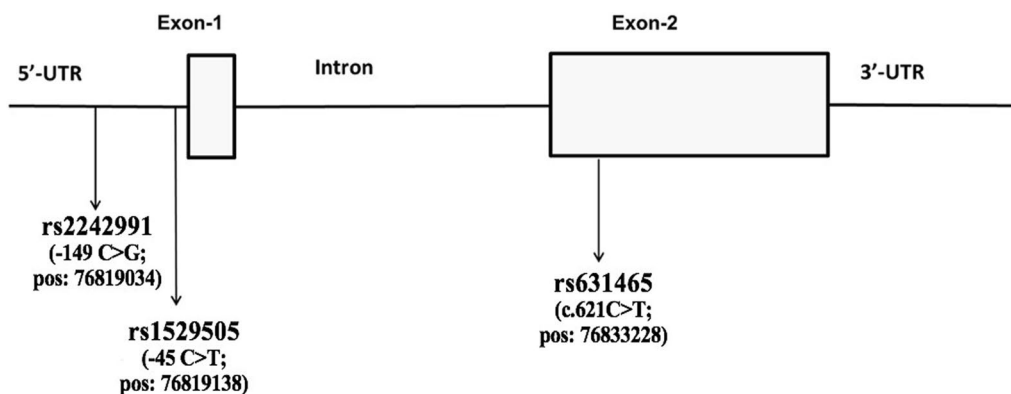 Exon-1
Exon-2
5’-UTR
Intron
3’-UTR
rs2242991
(-149 C>G;
pos: 76819034)
rs1529505
(-45 C>T;
pos: 76819138)
rs631465
(c.621C>T;
pos: 76833228)